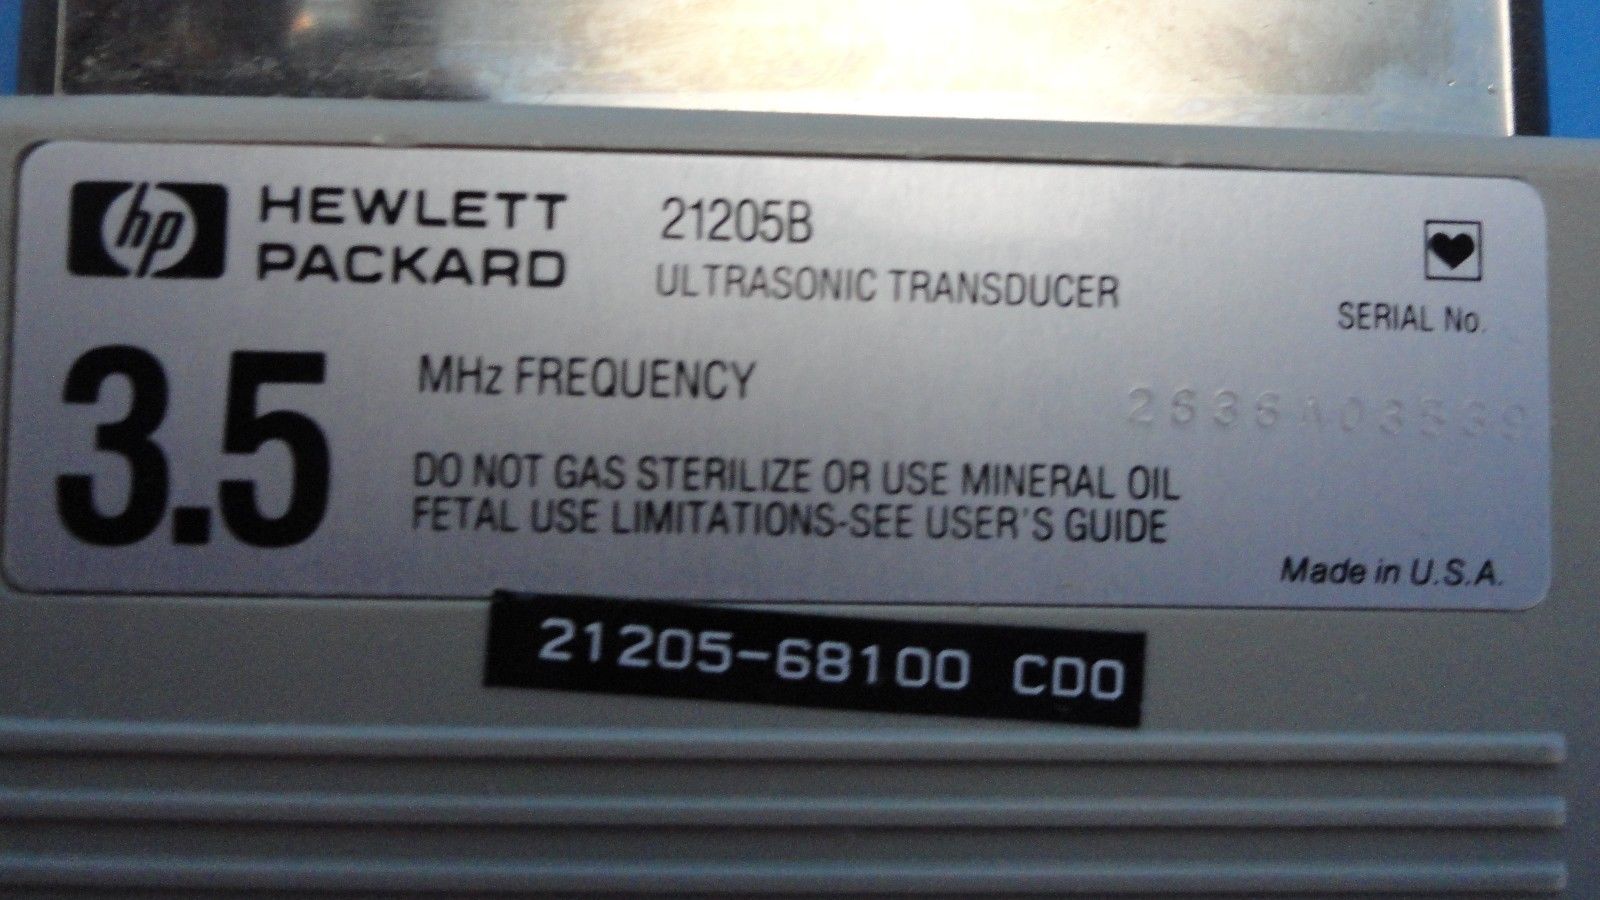 hp HEWLETT PACKARD
21205B
ULTRASONIC TRANSDUCER
SERIAL No.
3.5 MHz FREQUENCY
DO NOT GAS STERILIZE OR USE MINERAL OIL
FETAL USE LIMITATIONS-SEE USER'S GUIDE
Made in U.S.A.
21205-68100 CD0